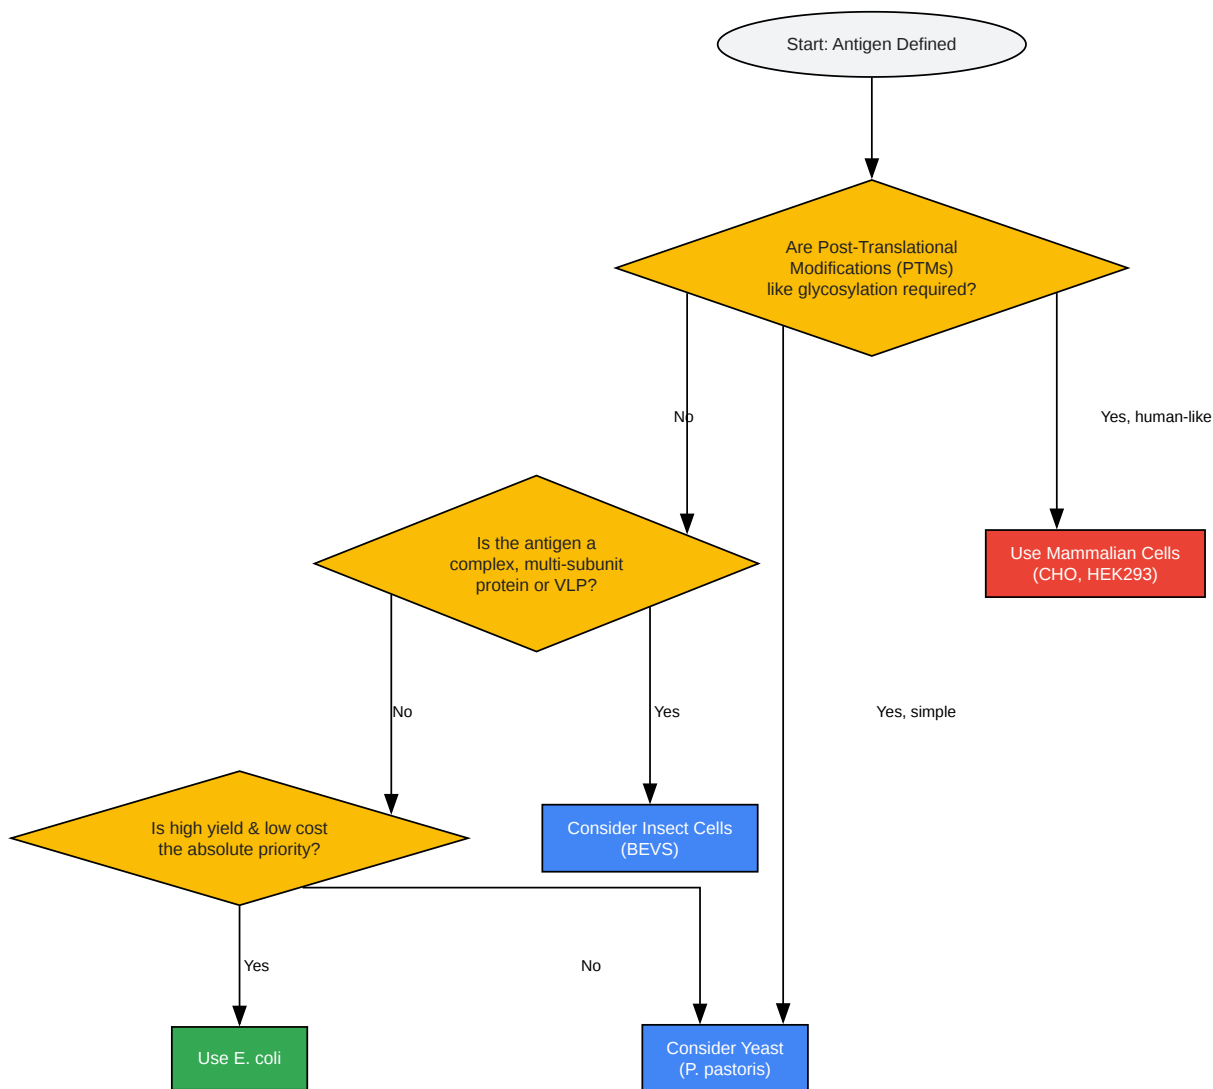 Start: Antigen Defined
Are Post-Translational
Modifications (PTMs)
like glycosylation required?
No
Yes, human-like
Is the antigen a
complex, multi-subunit
protein or VLP?
Use Mammalian Cells
(CHO, HEK293)
No
Yes
Yes, simple
Is high yield & low cost
the absolute priority?
Consider Insect Cells
(BEVS)
Yes
No
Use E. coli
Consider Yeast
(P. pastoris)